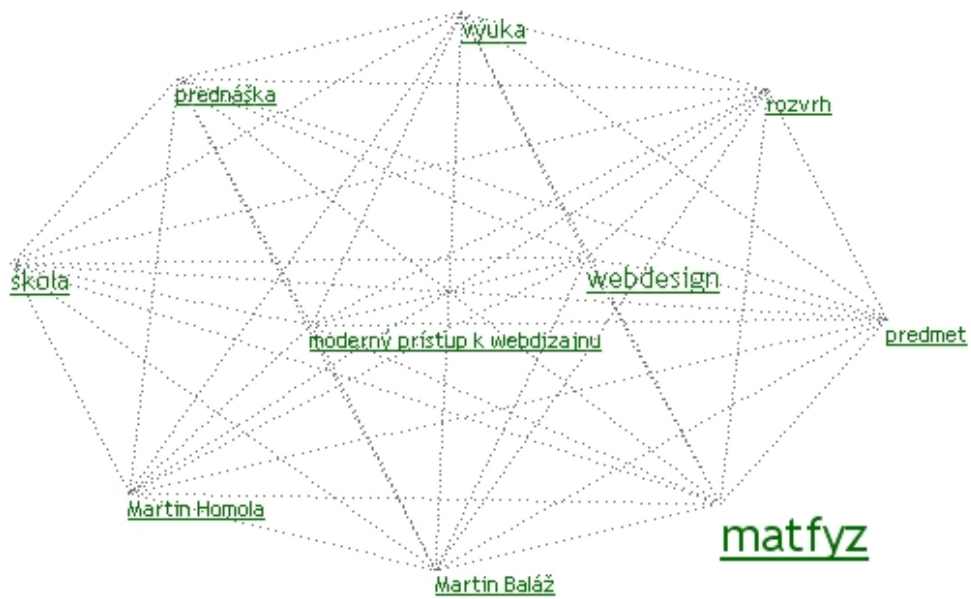 výuka
prednáška
rozvrh
škola
webdesign
moderný prístup k webdizajnu
predmet
Martin Homola
matfyz
Martin Baláž